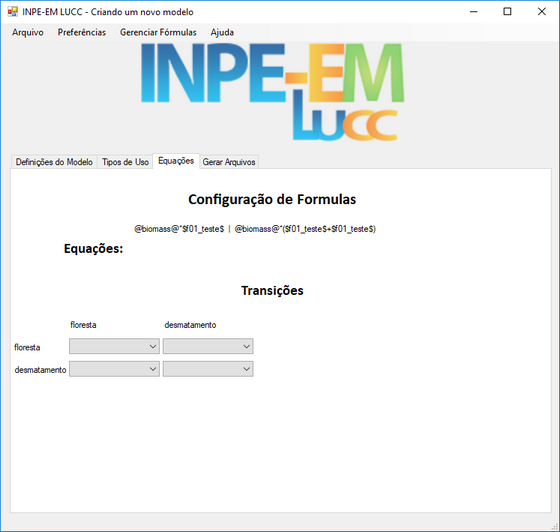 INPE-EM LUCC - Criando um novo modelo
Arquivo Preferências Gerenciar Fórmulas Ajuda
INPE-EM
LUCC
Definições do Modelo Tipos de Uso Equações Gerar Arquivos
Configuração de Formulas
@biomass@*$f01_teste$ | @biomass@*($f01_teste$+$f01_teste$)
Equações:
Transições
floresta desmatamento
floresta
desmatamento